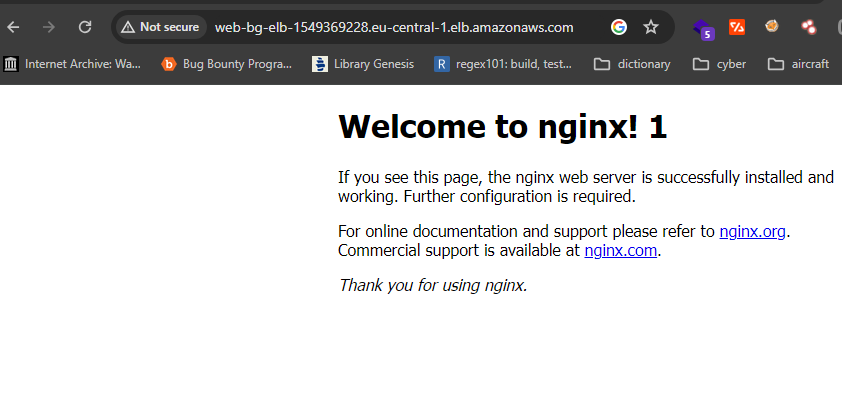 Not secure web-bg-elb-1549369228.eu-central-1.elb.amazonaws.com
5
Internet Archive: Wa... Bug Bounty Progra... Library Genesis R regex101: build, test... dictionary cyber aircraft
Welcome to nginx! 1
If you see this page, the nginx web server is successfully installed and
working. Further configuration is required.
For online documentation and support please refer to nginx.org.
Commercial support is available at nginx.com.
Thank you for using nginx.